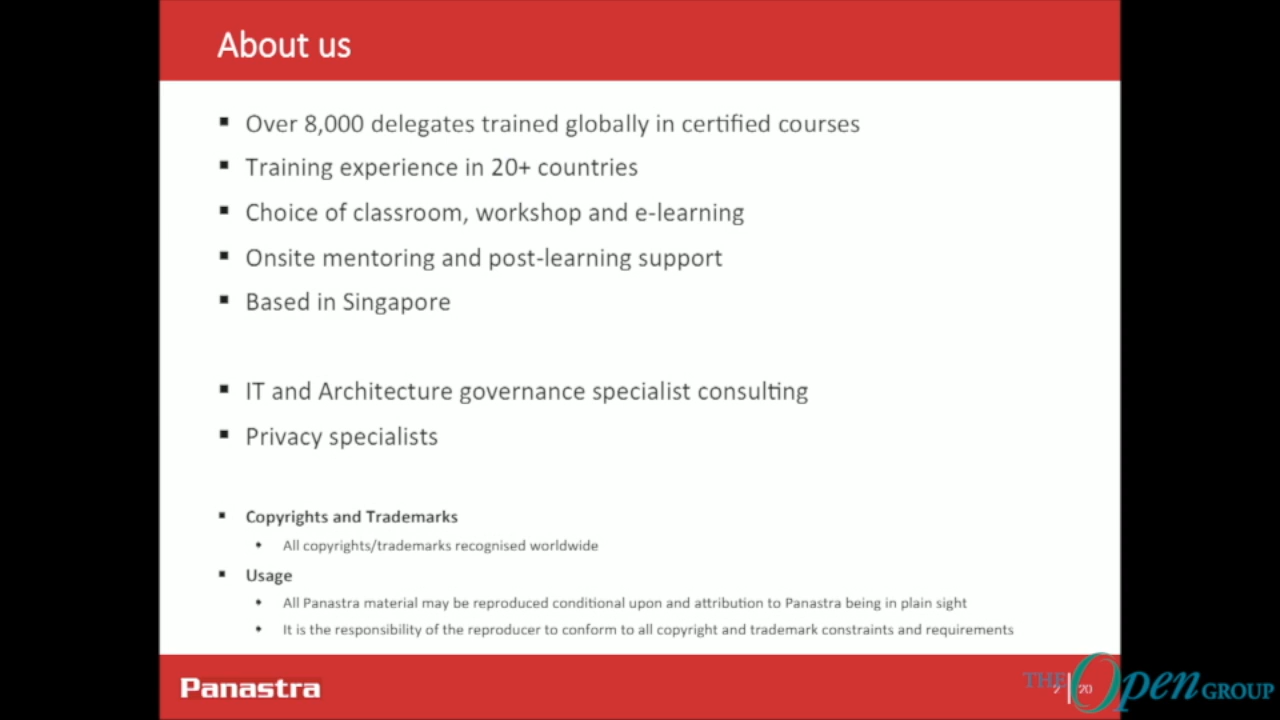 About us
Over 8,000 delegates trained globally in certified courses
Training experience in 20+ countries
Choice of classroom, workshop and e-learning
Onsite mentoring and post-learning support
Based in Singapore
IT and Architecture governance specialist consulting
Privacy specialists
Copyrights and Trademarks
All copyrights/trademarks recognised worldwide
Usage
All Panastra material may be reproduced conditional upon and attribution to Panastra being in plain sight
It is the responsibility of the reproducer to conform to all copyright and trademark constraints and requirements
Panastra
THE Open GROUP